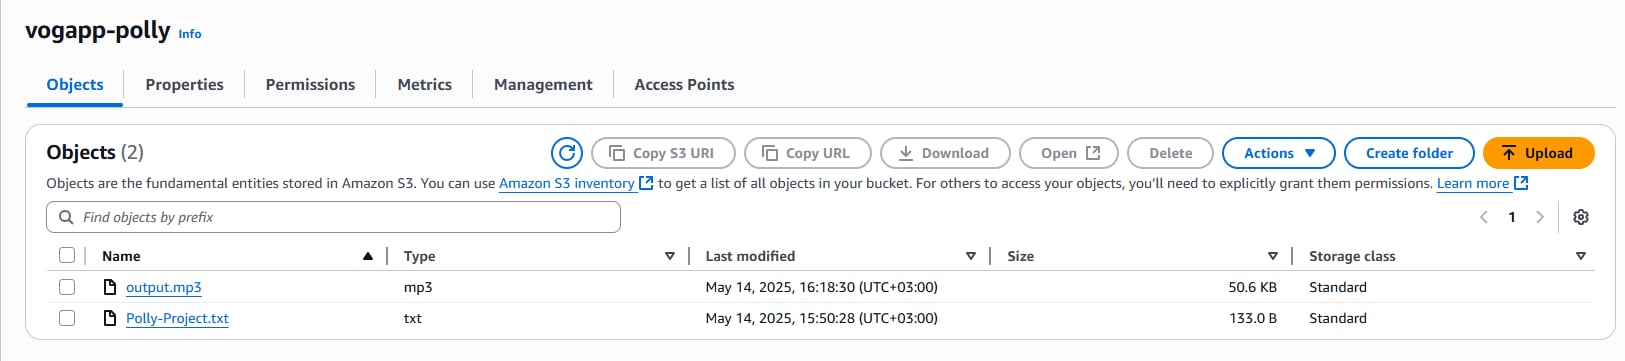 vogapp-polly Info
Objects Properties Permissions Metrics Management Access Points
Objects (2) Copy S3 URI Copy URL Download Open Delete Actions Create folder Upload
Objects are the fundamental entities stored in Amazon S3. You can use Amazon S3 inventory to get a list of all objects in your bucket. For others to access your objects, you’ll need to explicitly grant them permissions. Learn more
Find objects by prefix 1
Name Type Last modified Size Storage class
output.mp3 mp3 May 14, 2025, 16:18:30 (UTC+03:00) 50.6 KB Standard
Polly-Project.txt txt May 14, 2025, 15:50:28 (UTC+03:00) 133.0 B Standard